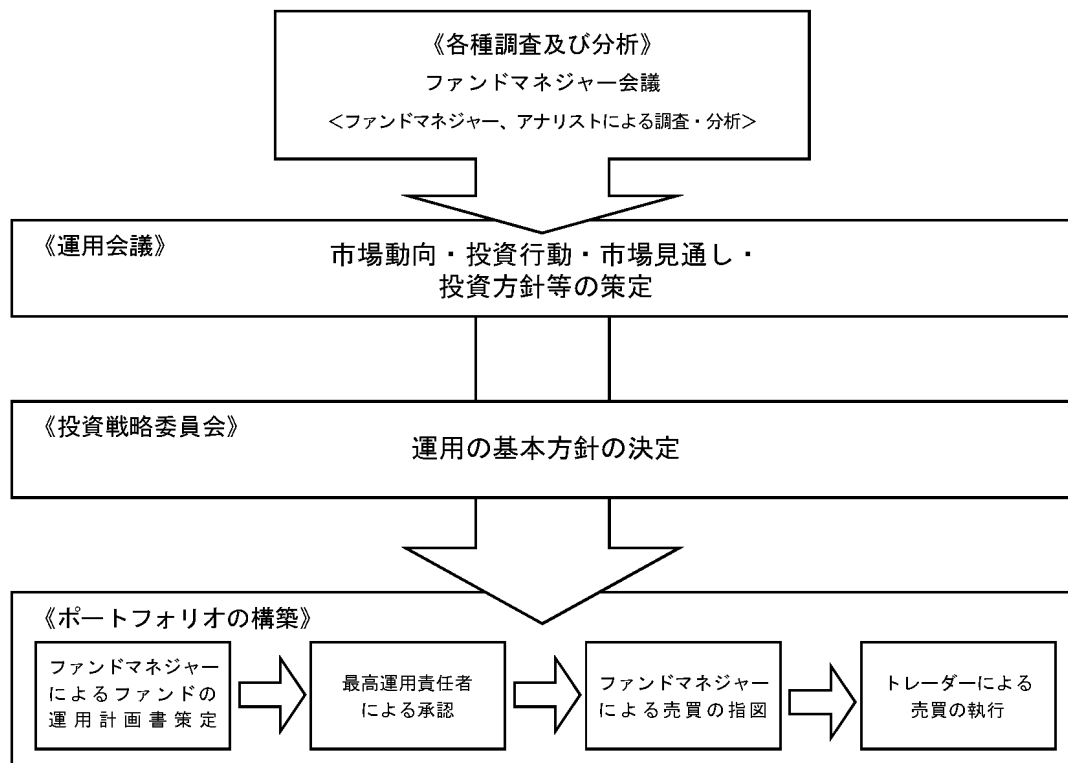 《各種調査及び分析》
ファンドマネジャー会議
＜ファンドマネジャー、アナリストによる調査・分析＞
《運用会議》
市場動向・投資行動・市場見通し・
投資方針等の策定
《投資戦略委員会》
運用の基本方針の決定
《ポートフォリオの構築》
ファンドマネジャー
によるファンドの
運用計画書策定
最高運用責任者
による承認
ファンドマネジャー
による売買の指図
トレーダーによる
売買の執行